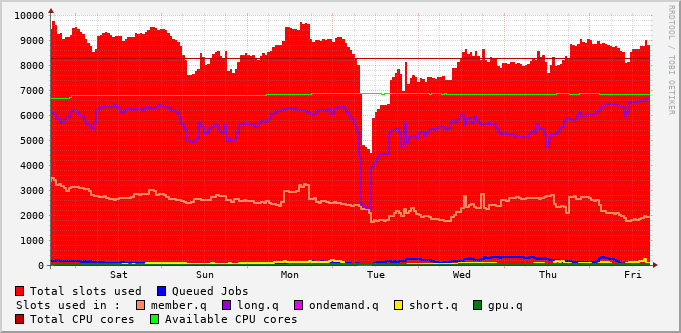 10000
9000
8000
7000
6000
5000
4000
3000
2000
1000
0
Sat Sun Mon Tue Wed Thu Fri
Total slots used Queued Jobs
Slots used in : member.q long.q ondemand.q short.q gpu.q
Total CPU cores Available CPU cores
RRDTOOL / TOBI OETIKER